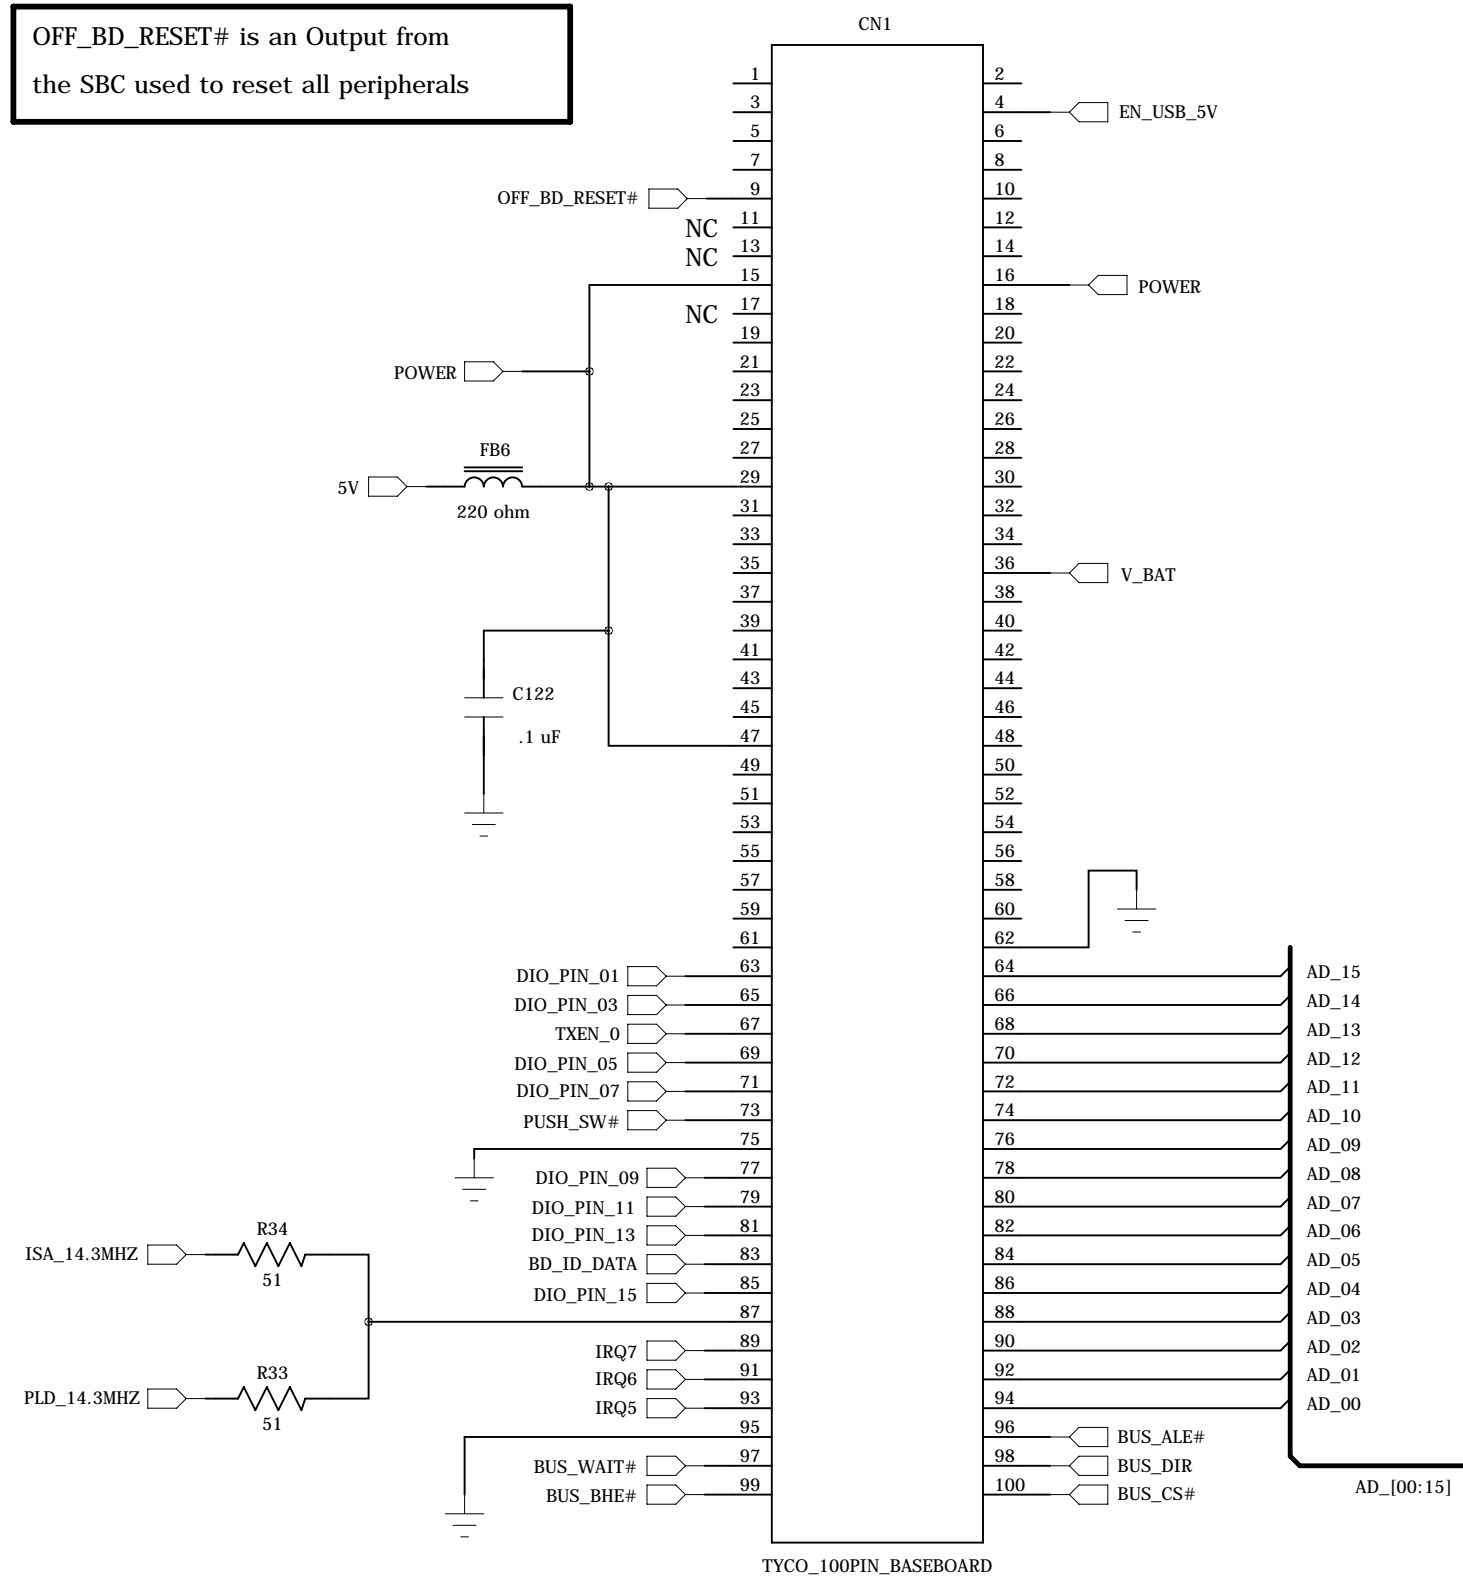 OFF_BD_RESET# is an Output from
the SBC used to reset all peripherals
CN1
1 2
3 4 EN_USB_5V
5 6
7 8
OFF_BD_RESET# 9 10
NC 11 12
NC 13 14
15 16 POWER
NC 17 18
19 20
POWER 21 22
23 24
25 26
FB6 27 28
5V 29 30
220 ohm 31 32
33 34
35 36 V_BAT
37 38
39 40
41 42
C122 43 44
45 46
.1 uF 47 48
49 50
51 52
53 54
55 56
57 58
59 60
61 62
DIO_PIN_01 63 64 AD_15
DIO_PIN_03 65 66 AD_14
TXEN_0 67 68 AD_13
DIO_PIN_05 69 70 AD_12
DIO_PIN_07 71 72 AD_11
PUSH_SW# 73 74 AD_10
75 76 AD_09
DIO_PIN_09 77 78 AD_08
DIO_PIN_11 79 80 AD_07
R34 DIO_PIN_13 81 82 AD_06
ISA_14.3MHZ BD_ID_DATA 83 84 AD_05
51 DIO_PIN_15 85 86 AD_04
87 88 AD_03
IRQ7 89 90 AD_02
R33 IRQ6 91 92 AD_01
PLD_14.3MHZ IRQ5 93 94 AD_00
51 95 96 BUS_ALE#
BUS_WAIT# 97 98 BUS_DIR
BUS_BHE# 99 100 BUS_CS# AD_[00:15]
TYCO_100PIN_BASEBOARD